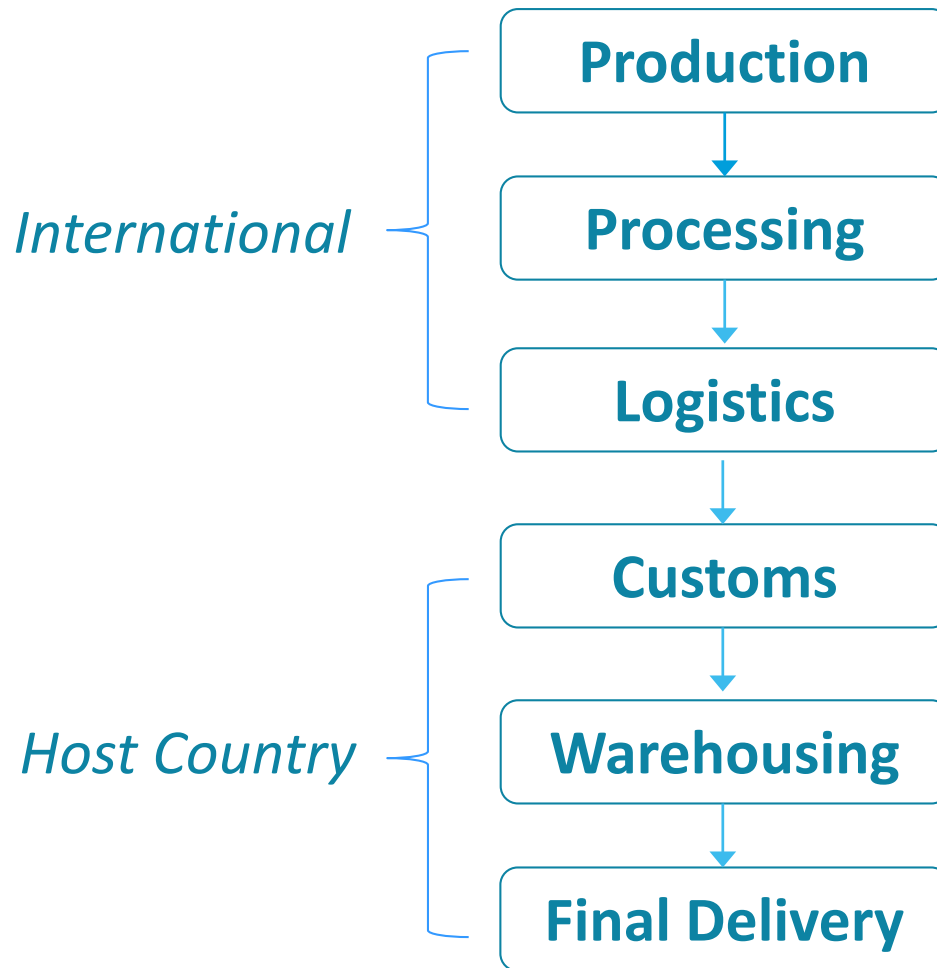 Production
International
Processing
Logistics
Customs
Host Country
Warehousing
Final Delivery